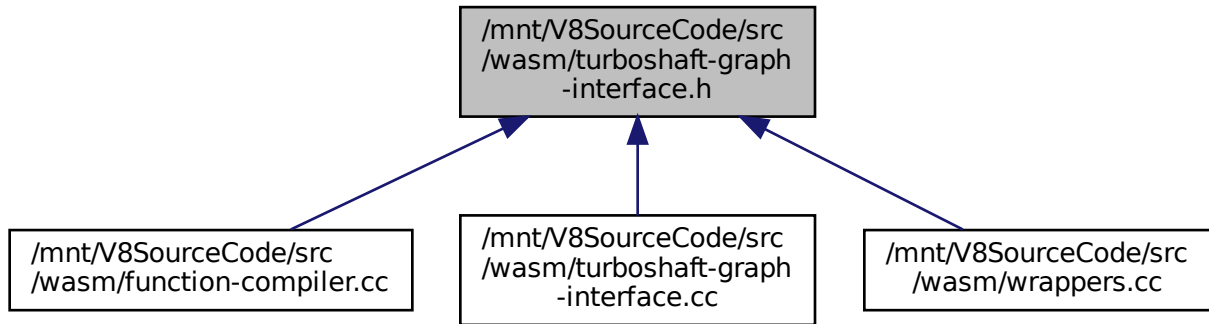 /mnt/V8SourceCode/src
/wasm/turboshaft-graph
-interface.h
/mnt/V8SourceCode/src
/wasm/function-compiler.cc
/mnt/V8SourceCode/src
/wasm/turboshaft-graph
-interface.cc
/mnt/V8SourceCode/src
/wasm/wrappers.cc